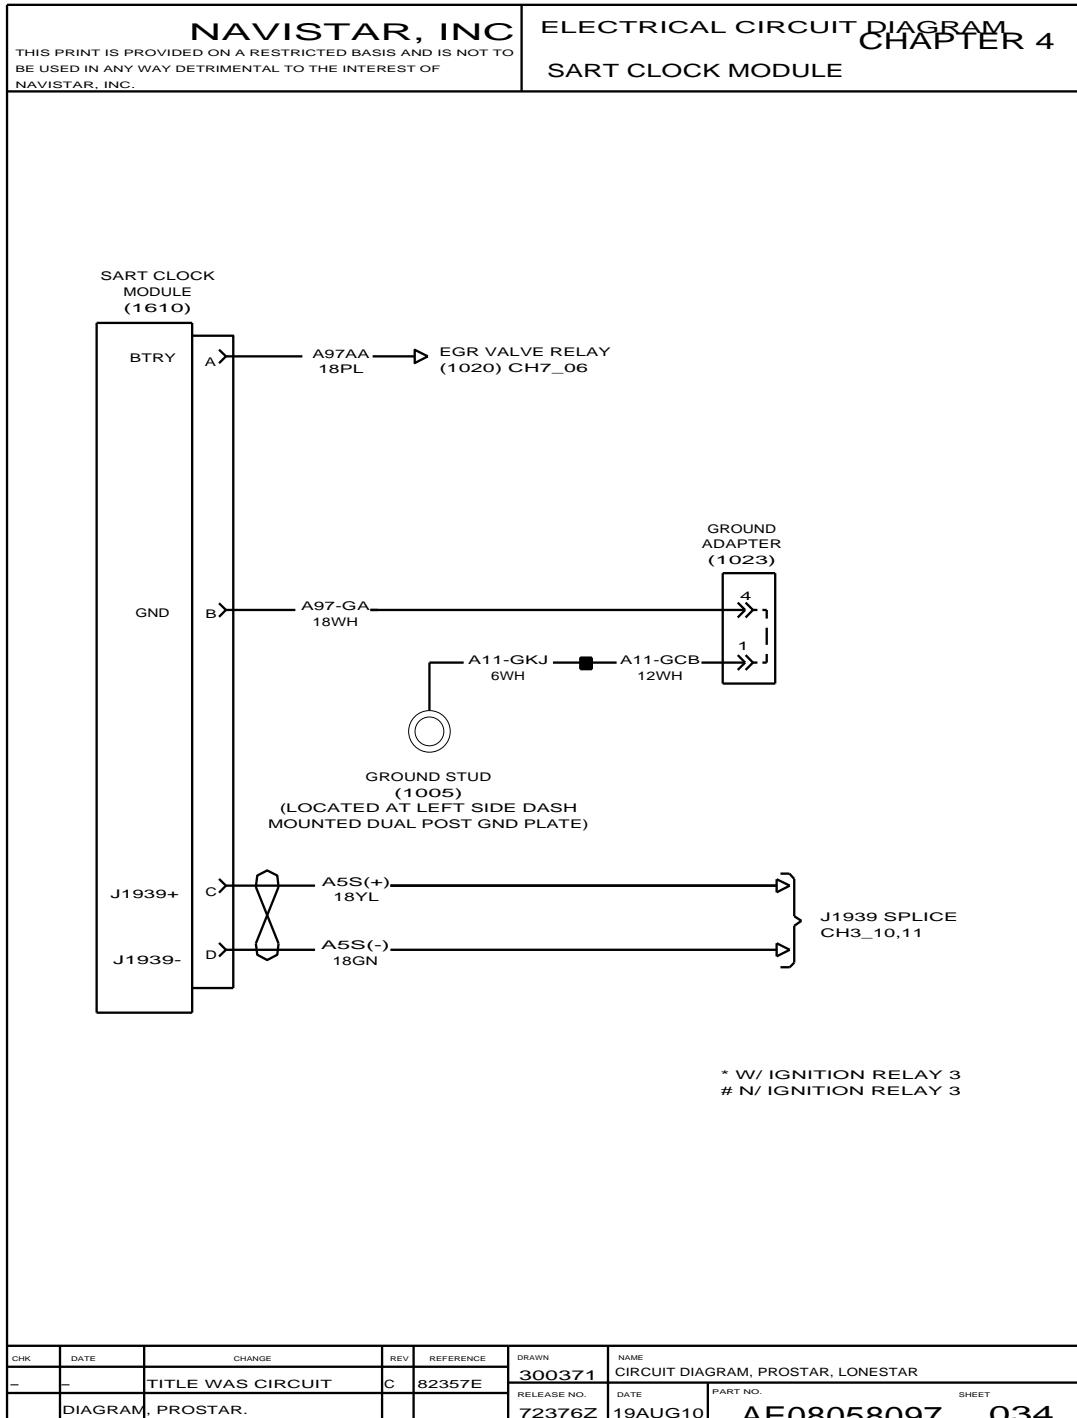 NAVISTAR, INC
THIS PRINT IS PROVIDED ON A RESTRICTED BASIS AND IS NOT TO
BE USED IN ANY WAY DETRIMENTAL TO THE INTEREST OF
NAVISTAR, INC.
ELECTRICAL CIRCUIT DIAGRAM
CHAPTER 4
SART CLOCK MODULE
SART CLOCK
MODULE
(1610)
BTRY
A
A97AA
18PL
EGR VALVE RELAY
(1020) CH7_06
GROUND
ADAPTER
(1023)
GND
B
A97-GA
18WH
4
1
A11-GKJ
6WH
A11-GCB
12WH
GROUND STUD
(1005)
(LOCATED AT LEFT SIDE DASH
MOUNTED DUAL POST GND PLATE)
J1939+
C
A5S(+)
18YL
J1939-
D
A5S(-)
18GN
J1939 SPLICE
CH3_10,11
* W/ IGNITION RELAY 3
# N/ IGNITION RELAY 3
CHK DATE CHANGE REV REFERENCE
– – TITLE WAS CIRCUIT C 82357E
DIAGRAM, PROSTAR.
DRAWN
300371
NAME
CIRCUIT DIAGRAM, PROSTAR, LONESTAR
RELEASE NO.
72376Z
DATE
19AUG10
PART NO.
AE08058097
SHEET
034